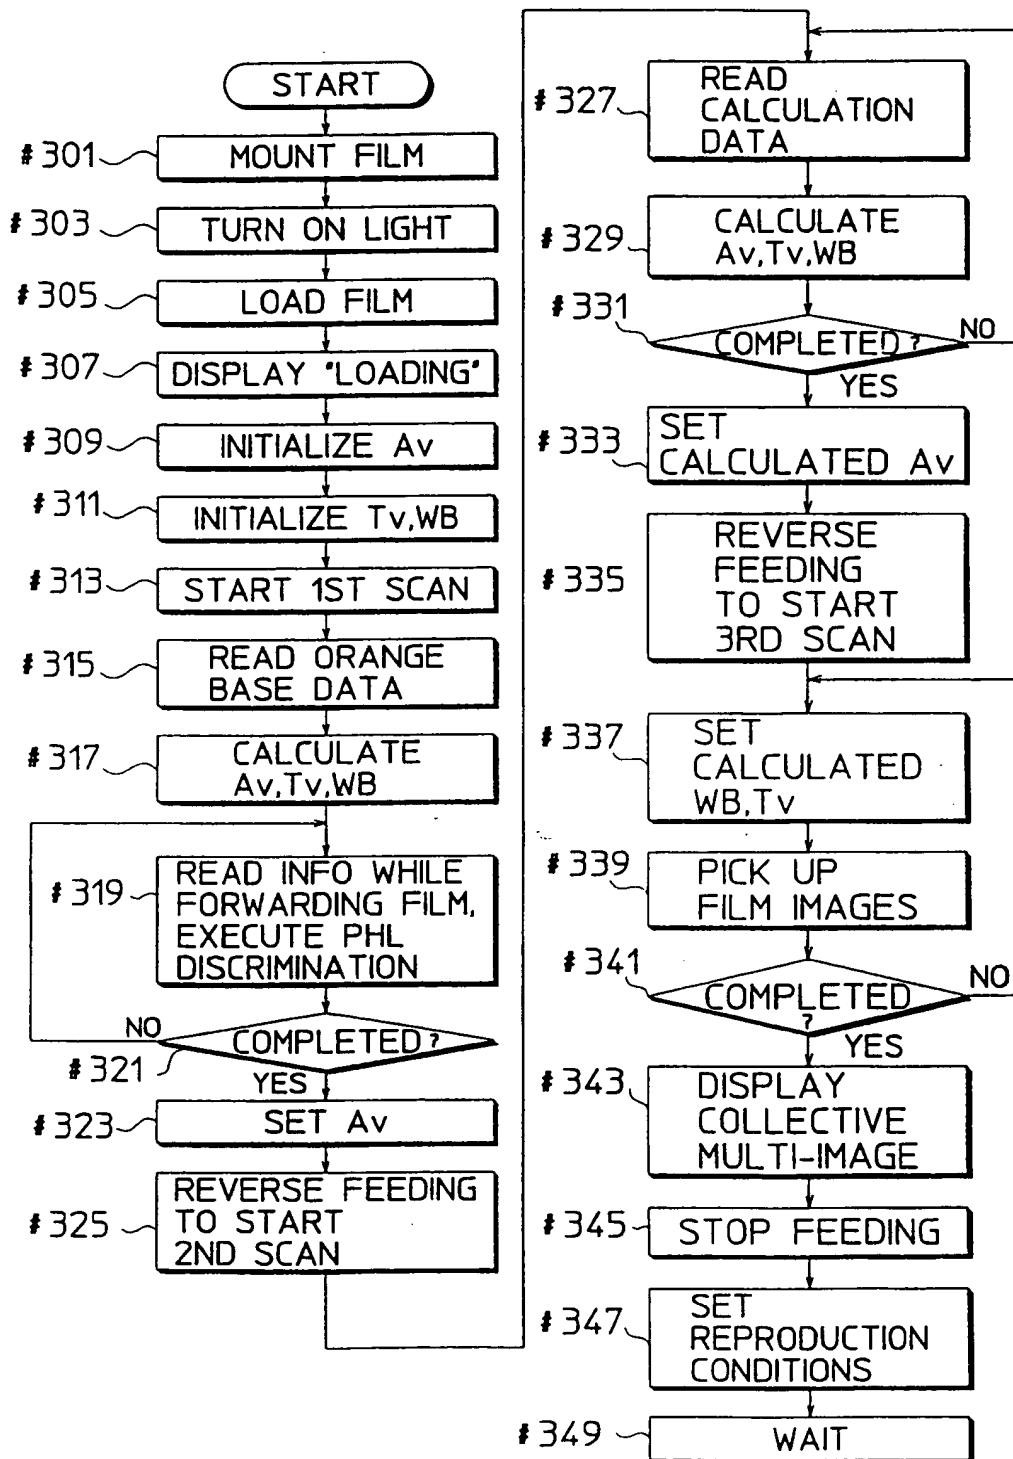 START
#301 MOUNT FILM
#303 TURN ON LIGHT
#305 LOAD FILM
#307 DISPLAY "LOADING"
#309 INITIALIZE Av
#311 INITIALIZE Tv,WB
#313 START 1ST SCAN
#315 READ ORANGE
BASE DATA
#317 CALCULATE
Av,Tv,WB
#319 READ INFO WHILE
FORWARDING FILM,
EXECUTE PHL
DISCRIMINATION
NO
COMPLETED?
#321
YES
#323 SET Av
#325 REVERSE FEEDING
TO START
2ND SCAN
#327 READ
CALCULATION
DATA
#329 CALCULATE
Av,Tv,WB
#331
COMPLETED?
NO
YES
#333 SET
CALCULATED Av
#335 REVERSE
FEEDING
TO START
3RD SCAN
#337 SET
CALCULATED
WB,Tv
#339 PICK UP
FILM IMAGES
#341
COMPLETED
?
NO
YES
#343 DISPLAY
COLLECTIVE
MULTI-IMAGE
#345 STOP FEEDING
#347 SET
REPRODUCTION
CONDITIONS
#349 WAIT